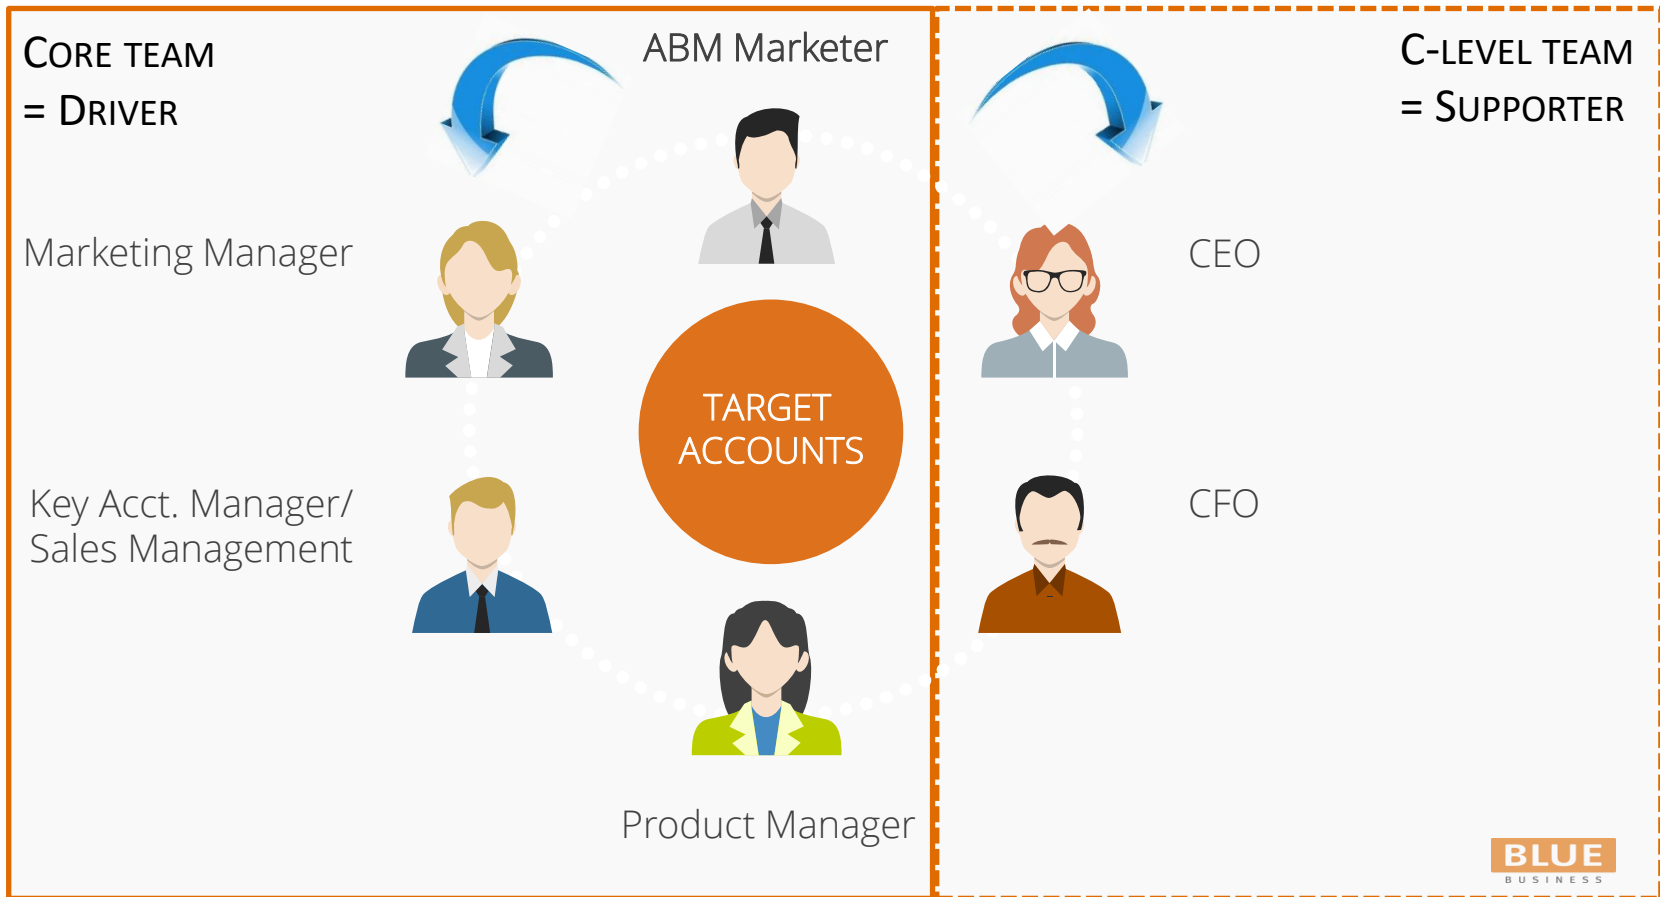 CORE TEAM
= DRIVER
ABM Marketer
C-LEVEL TEAM
= SUPPORTER
Marketing Manager
CEO
TARGET
ACCOUNTS
Key Acct. Manager/
Sales Management
CFO
Product Manager
BLUE
BUSINESS